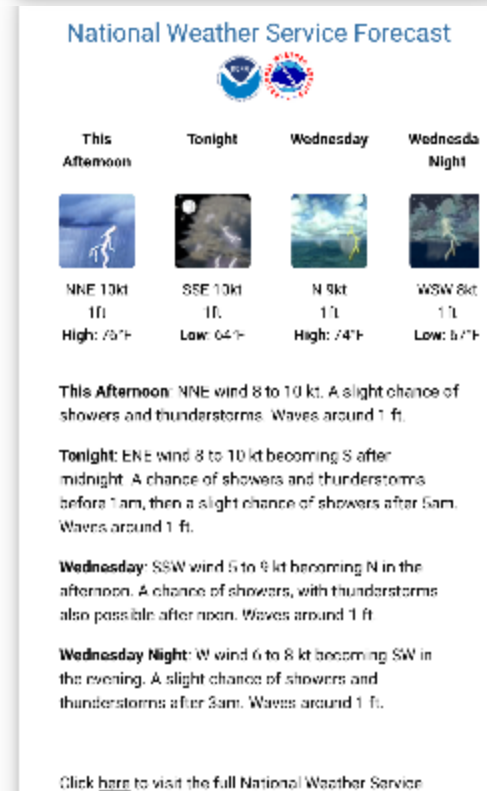 National Weather Service Forecast
This Afternoon
Tonight
Wednesday
Wednesda
Night
NNE 10kt
SSE 10kt
N 9kt
WSW 8kt
1ft
1ft
1ft
1ft
High: 76°F
Low: 64°F
High: 74°F
Low: 67°F
This Afternoon: NNE wind 8 to 10 kt. A slight chance of
showers and thunderstorms. Waves around 1 ft.
Tonight: ENE wind 8 to 10 kt becoming S after
midnight. A chance of showers and thunderstorms
before 1am, then a slight chance of showers after 5am.
Waves around 1 ft.
Wednesday: SSW wind 5 to 9 kt becoming N in the
afternoon. A chance of showers, with thunderstorms
also possible after noon. Waves around 1 ft.
Wednesday Night: W wind 6 to 8 kt becoming SW in
the evening. A slight chance of showers and
thunderstorms after 3am. Waves around 1 ft.
Click here to visit the full National Weather Service